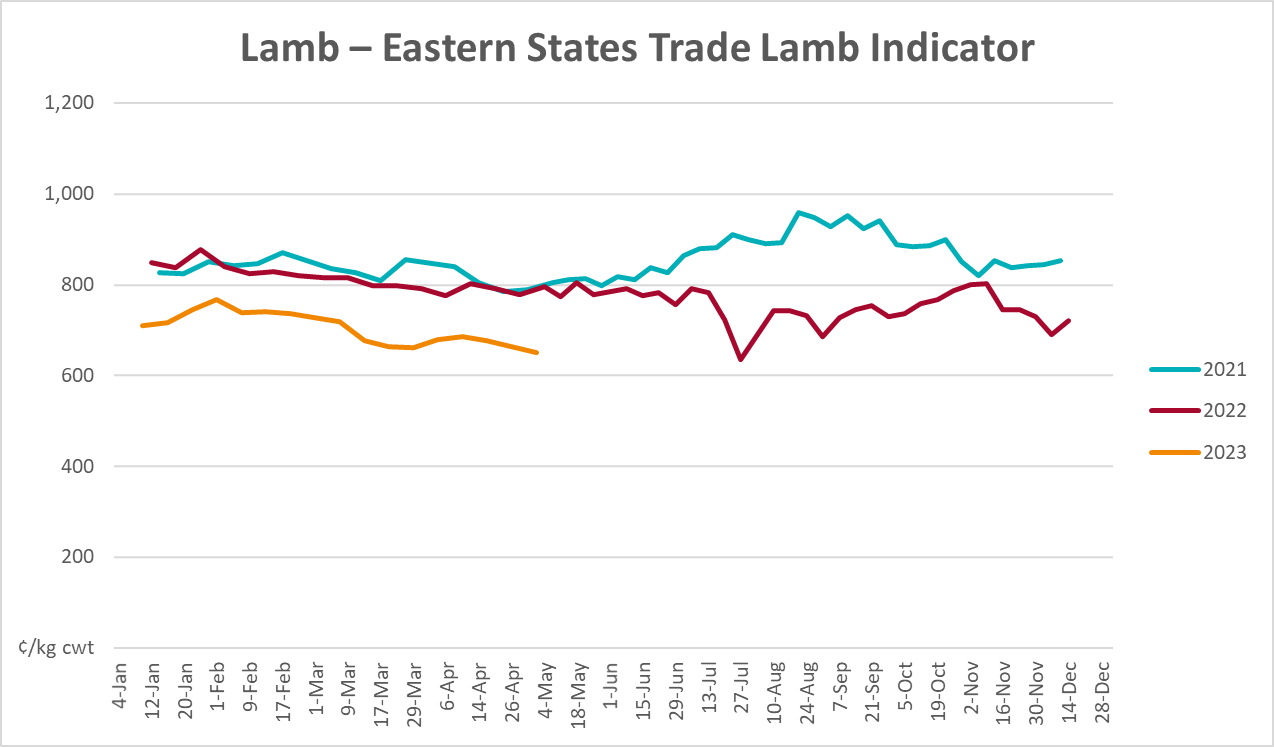 Lamb – Eastern States Trade Lamb Indicator
1,200
1,000
800
600
400
200
¢/kg cwt
4-Jan
12-Jan
20-Jan
1-Feb
9-Feb
17-Feb
1-Mar
9-Mar
17-Mar
29-Mar
6-Apr
14-Apr
26-Apr
4-May
18-May
1-Jun
15-Jun
29-Jun
13-Jul
27-Jul
10-Aug
24-Aug
7-Sep
21-Sep
5-Oct
19-Oct
2-Nov
16-Nov
30-Nov
14-Dec
28-Dec
2021
2022
2023